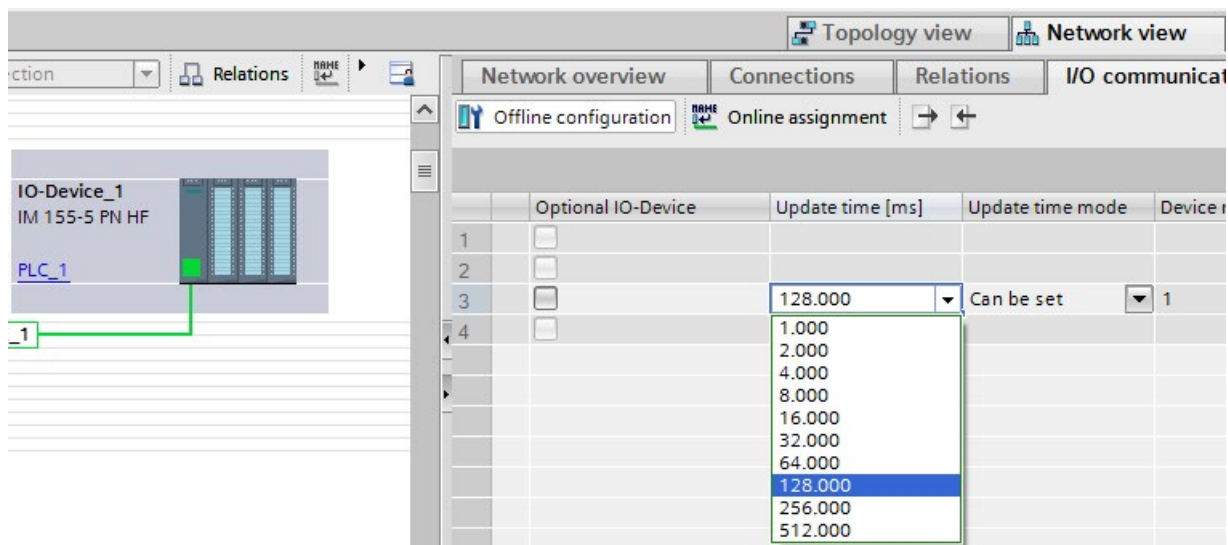 Topology view
Network view
ction
Relations
NAME
Network overview
Connections
Relations
I/O communicat
Offline configuration
NAME
Online assignment
IO-Device_1
IM 155-5 PN HF
PLC_1
_1
Optional IO-Device
Update time [ms]
Update time mode
Device r
1
2
3
128.000
Can be set
1
4
1.000
2.000
4.000
8.000
16.000
32.000
64.000
128.000
256.000
512.000